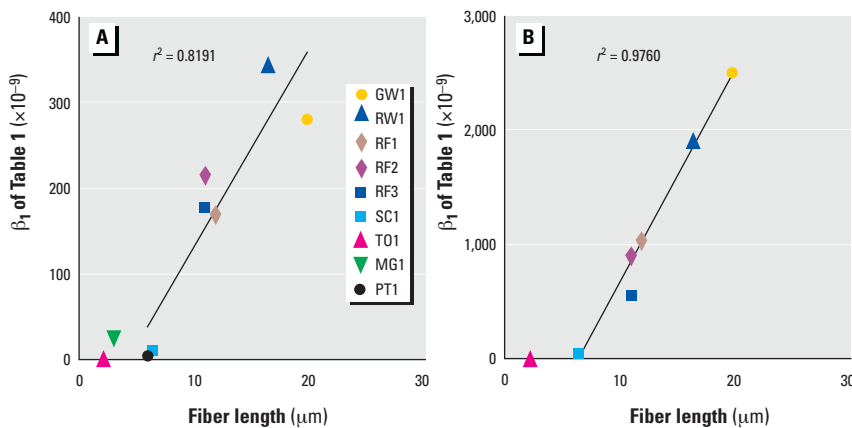 A
r² = 0.8191
β₁ of Table 1 (×10⁻⁹)
400
300
200
100
0
0 10 20 30
Fiber length (μm)
GW1
RW1
RF1
RF2
RF3
SC1
TO1
MG1
PT1
B
r² = 0.9760
β₁ of Table 1 (×10⁻⁹)
3,000
2,000
1,000
0
0 10 20 30
Fiber length (μm)